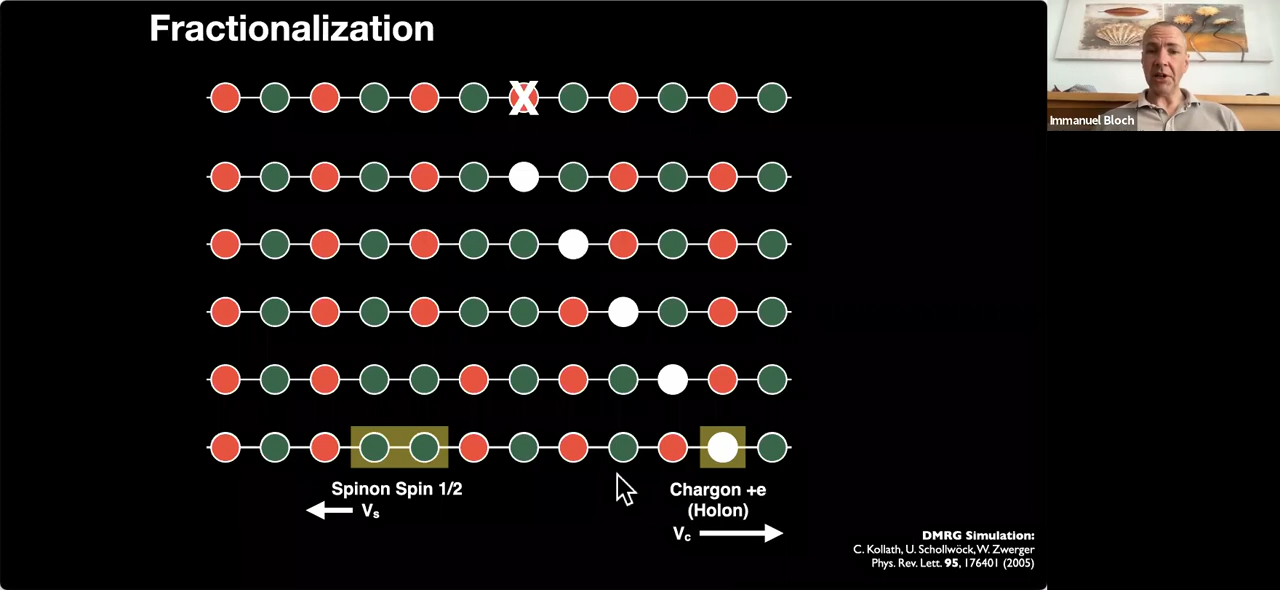 Fractionalization
X
Immanuel Bloch
Spinon Spin 1/2
Vs
Chargon +e
(Holon)
Vc
DMRG Simulation:
C. Kollath, U. Schollwöck, W. Zwerger
Phys. Rev. Lett. 95, 176401 (2005)